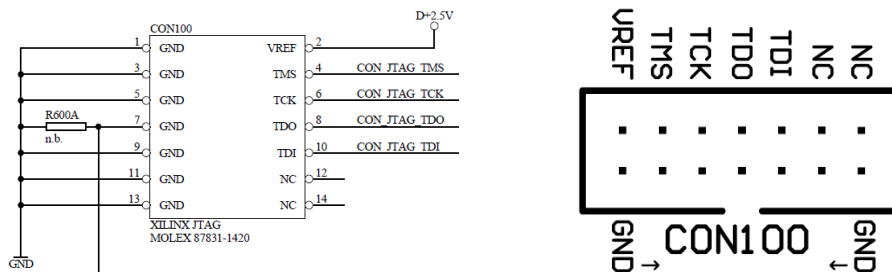 D+2.5V
CON100
1 GND VREF 2
3 GND TMS 4 CON_JTAG_TMS
5 GND TCK 6 CON_JTAG_TCK
R600A
7 GND TDO 8 CON_JTAG_TDO
n.b.
9 GND TDI 10 CON_JTAG_TDI
11 GND NC 12
13 GND NC 14
XILINX JTAG
MOLEX 87831-1420
GND
VREF TMS TCK TDO TDI NC NC
GND → CON100 ← GND